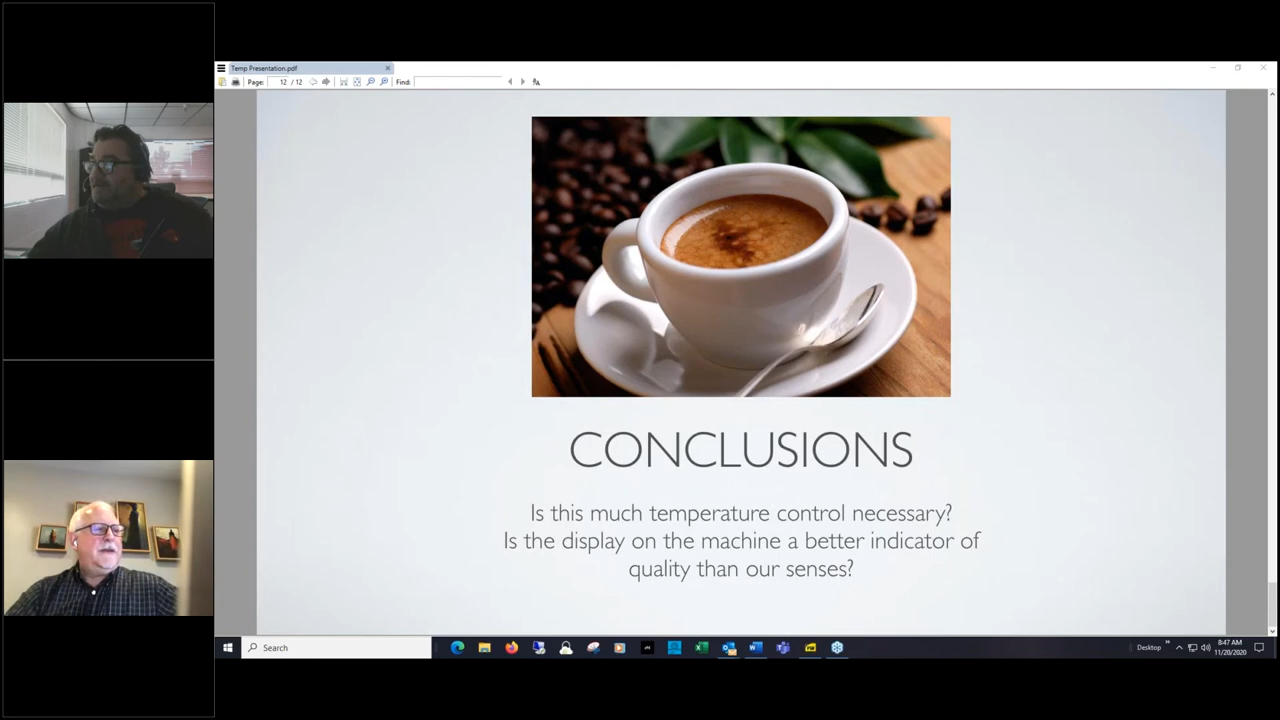 Temp Presentation.pdf
Page: 12 / 12 Find:
CONCLUSIONS
Is this much temperature control necessary?
Is the display on the machine a better indicator of
quality than our senses?
Search
Desktop
8:47 AM
11/20/2020